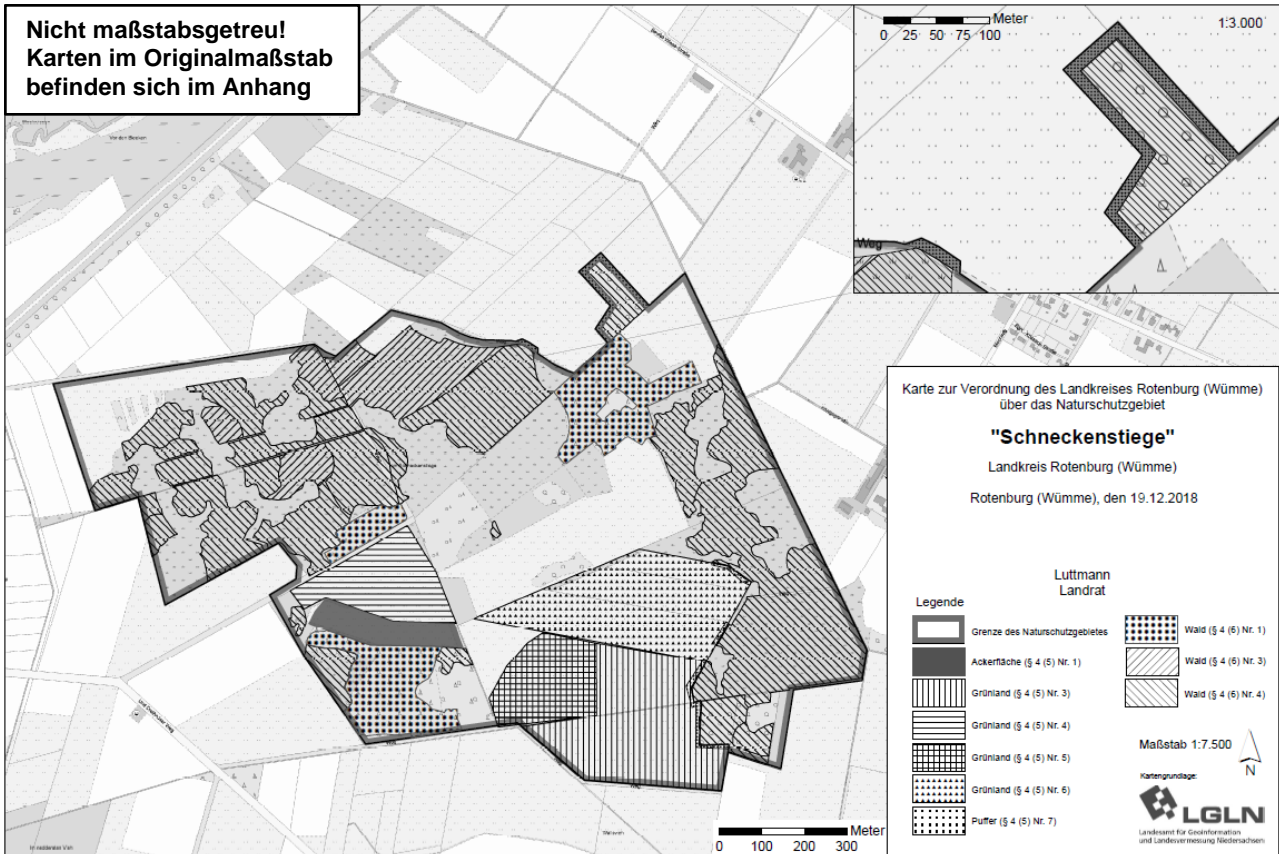 Nicht maßstabsgetreu!
Karten im Originalmaßstab
befinden sich im Anhang
Meter
0 25 50 75 100
1:3.000
Weg
Karte zur Verordnung des Landkreises Rotenburg (Wümme)
über das Naturschutzgebiet
"Schneckenstiege"
Landkreis Rotenburg (Wümme)
Rotenburg (Wümme), den 19.12.2018
Luttmann
Landrat
Legende
Grenze des Naturschutzgebietes
Ackerfläche (§ 4 (5) Nr. 1)
Grünland (§ 4 (5) Nr. 3)
Grünland (§ 4 (5) Nr. 4)
Grünland (§ 4 (5) Nr. 5)
Grünland (§ 4 (5) Nr. 6)
Puffer (§ 4 (5) Nr. 7)
Wald (§ 4 (6) Nr. 1)
Wald (§ 4 (6) Nr. 3)
Wald (§ 4 (6) Nr. 4)
Maßstab 1:7.500
N
Kartengrundlage:
LGLN
Landesamt für Geoinformation
und Landesvermessung Niedersachsen
Meter
0 100 200 300